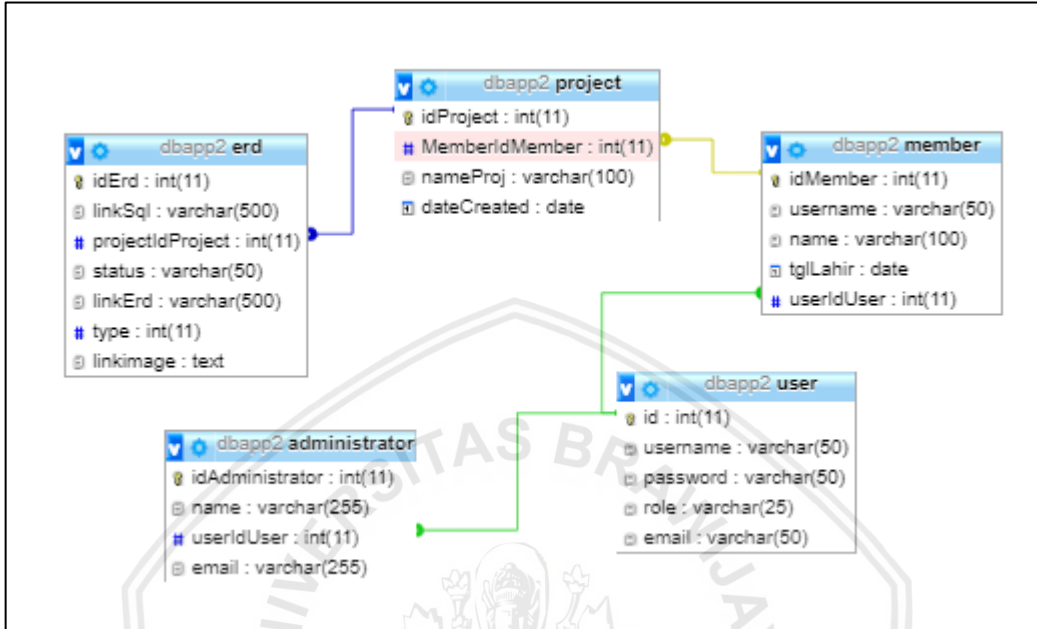 dbapp2 project
idProject : int(11)
# MemberIdMember : int(11)
nameProj : varchar(100)
dateCreated : date
dbapp2 erd
idErd : int(11)
linkSql : varchar(500)
# projectIdProject : int(11)
status : varchar(50)
linkErd : varchar(500)
# type : int(11)
linkimage : text
dbapp2 member
idMember : int(11)
username : varchar(50)
name : varchar(100)
tglLahir : date
# userIdUser : int(11)
dbapp2 user
id : int(11)
username : varchar(50)
password : varchar(50)
role : varchar(25)
email : varchar(50)
dbapp2 administrator
idAdministrator : int(11)
name : varchar(255)
# userIdUser : int(11)
email : varchar(255)